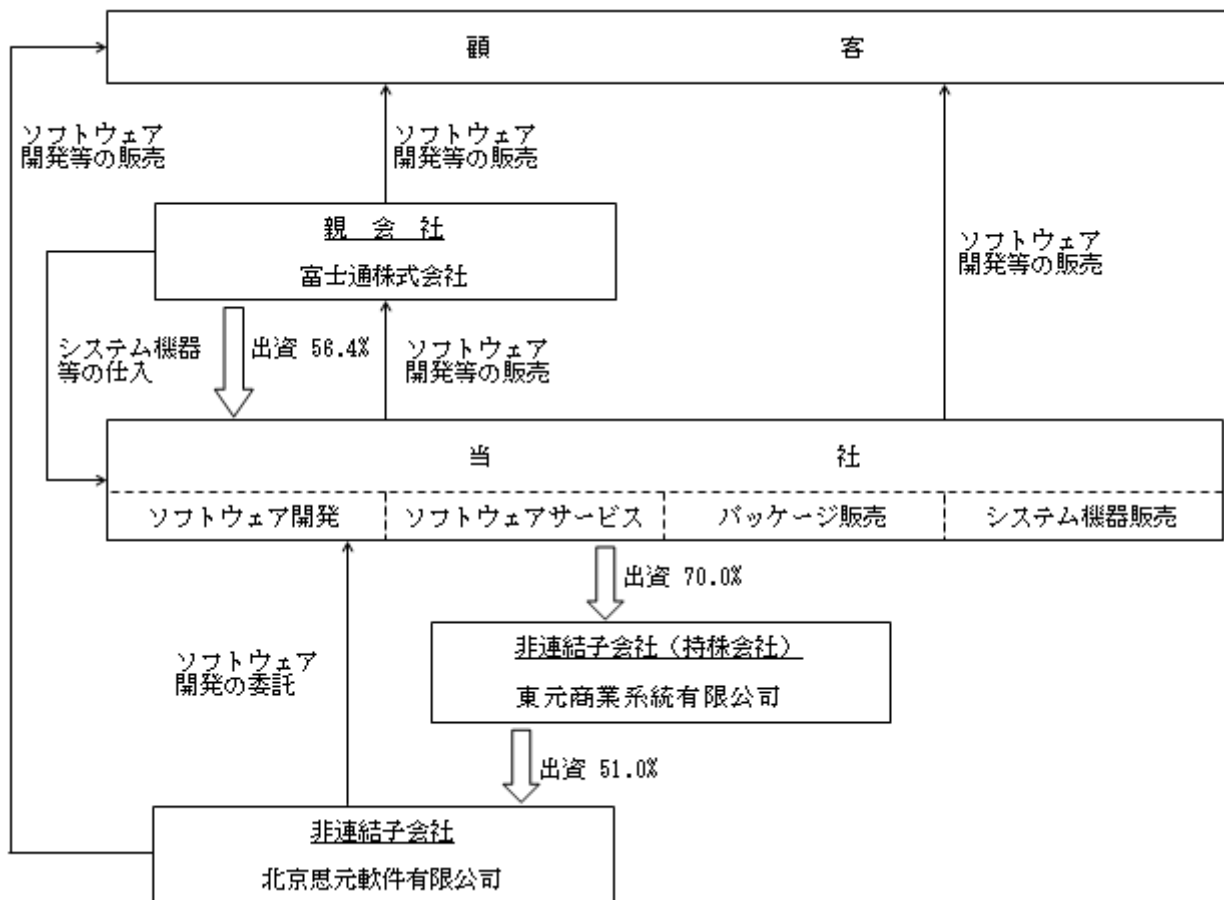 顧 客
ソフトウェア
開発等の販売
ソフトウェア
開発等の販売
親 会 社
富士通株式会社
ソフトウェア
開発等の販売
システム機器
等の仕入
出資 56.4%
ソフトウェア
開発等の販売
当 社
ソフトウェア開発 ソフトウェアサービス パッケージ販売 システム機器販売
出資 70.0%
非連結子会社(持株会社)
東元商業系統有限公司
ソフトウェア
開発の委託
出資 51.0%
非連結子会社
北京思元軟件有限公司